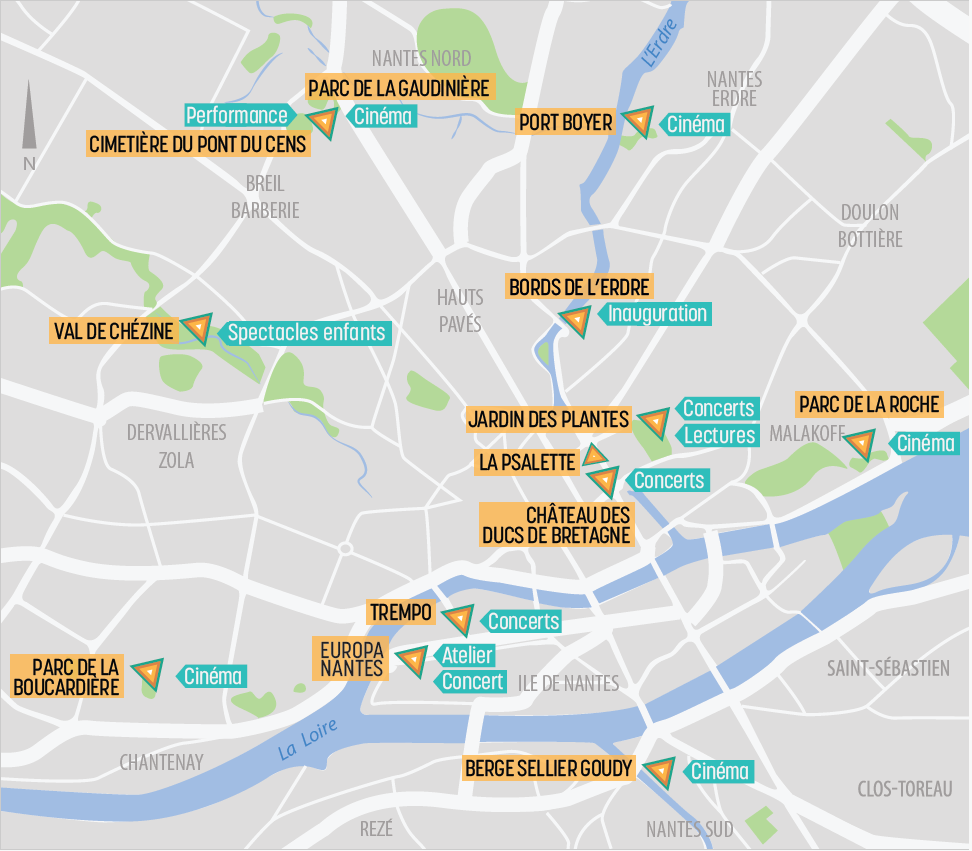 L'Erdre
NANTES NORD
PARC DE LA GAUDINIÈRE
NANTES
ERDRE
Performance
Cinéma
PORT BOYER
Cinéma
CIMETIÈRE DU PONT DU CENS
N
BREIL
BARBERIE
DOULON
BOTTIÈRE
BORDS DE L'ERDRE
HAUTS
PAVÉS
Inauguration
VAL DE CHÉZINE
Spectacles enfants
JARDIN DES PLANTES
Concerts
Lectures
PARC DE LA ROCHE
MALAKOFF
Cinéma
DERVALLIÈRES
ZOLA
LA PSALETTE
Concerts
CHÂTEAU DES
DUCS DE BRETAGNE
TREMPO
Concerts
EUROPA
NANTES
Atelier
Concert
ILE DE NANTES
SAINT-SÉBASTIEN
PARC DE LA
BOUCARDIÈRE
Cinéma
La Loire
CHANTENAY
BERGE SELLIER GOUDY
Cinéma
CLOS-TOREAU
REZÉ
NANTES SUD